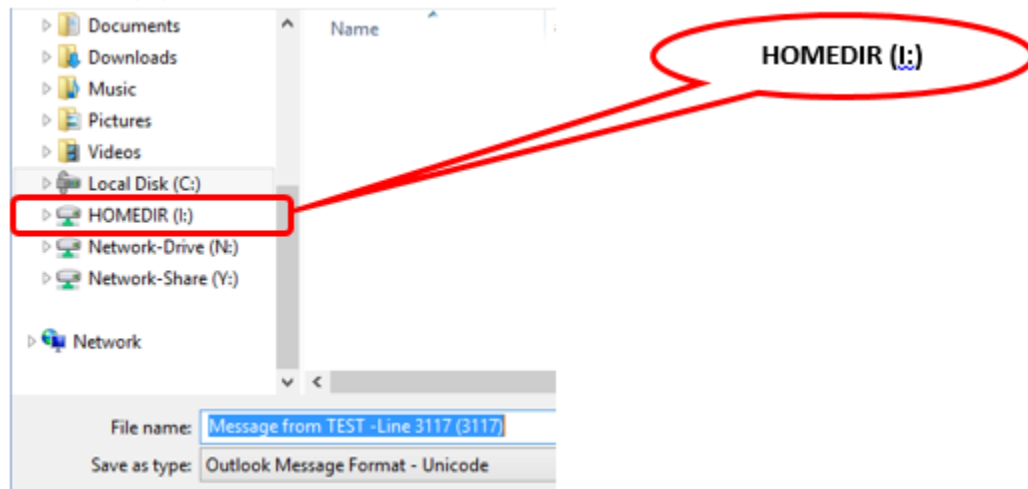 Documents
Name
Downloads
Music
Pictures
Videos
Local Disk (C:)
HOMEDIR (I:)
Network-Drive (N:)
Network-Share (Y:)
Network
File name: Message from TEST -Line 3117 (3117)
Save as type: Outlook Message Format - Unicode
HOMEDIR (I:)